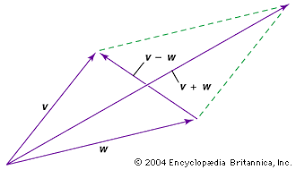 v − w
v + w
v
w
© 2004 Encyclopædia Britannica, Inc.